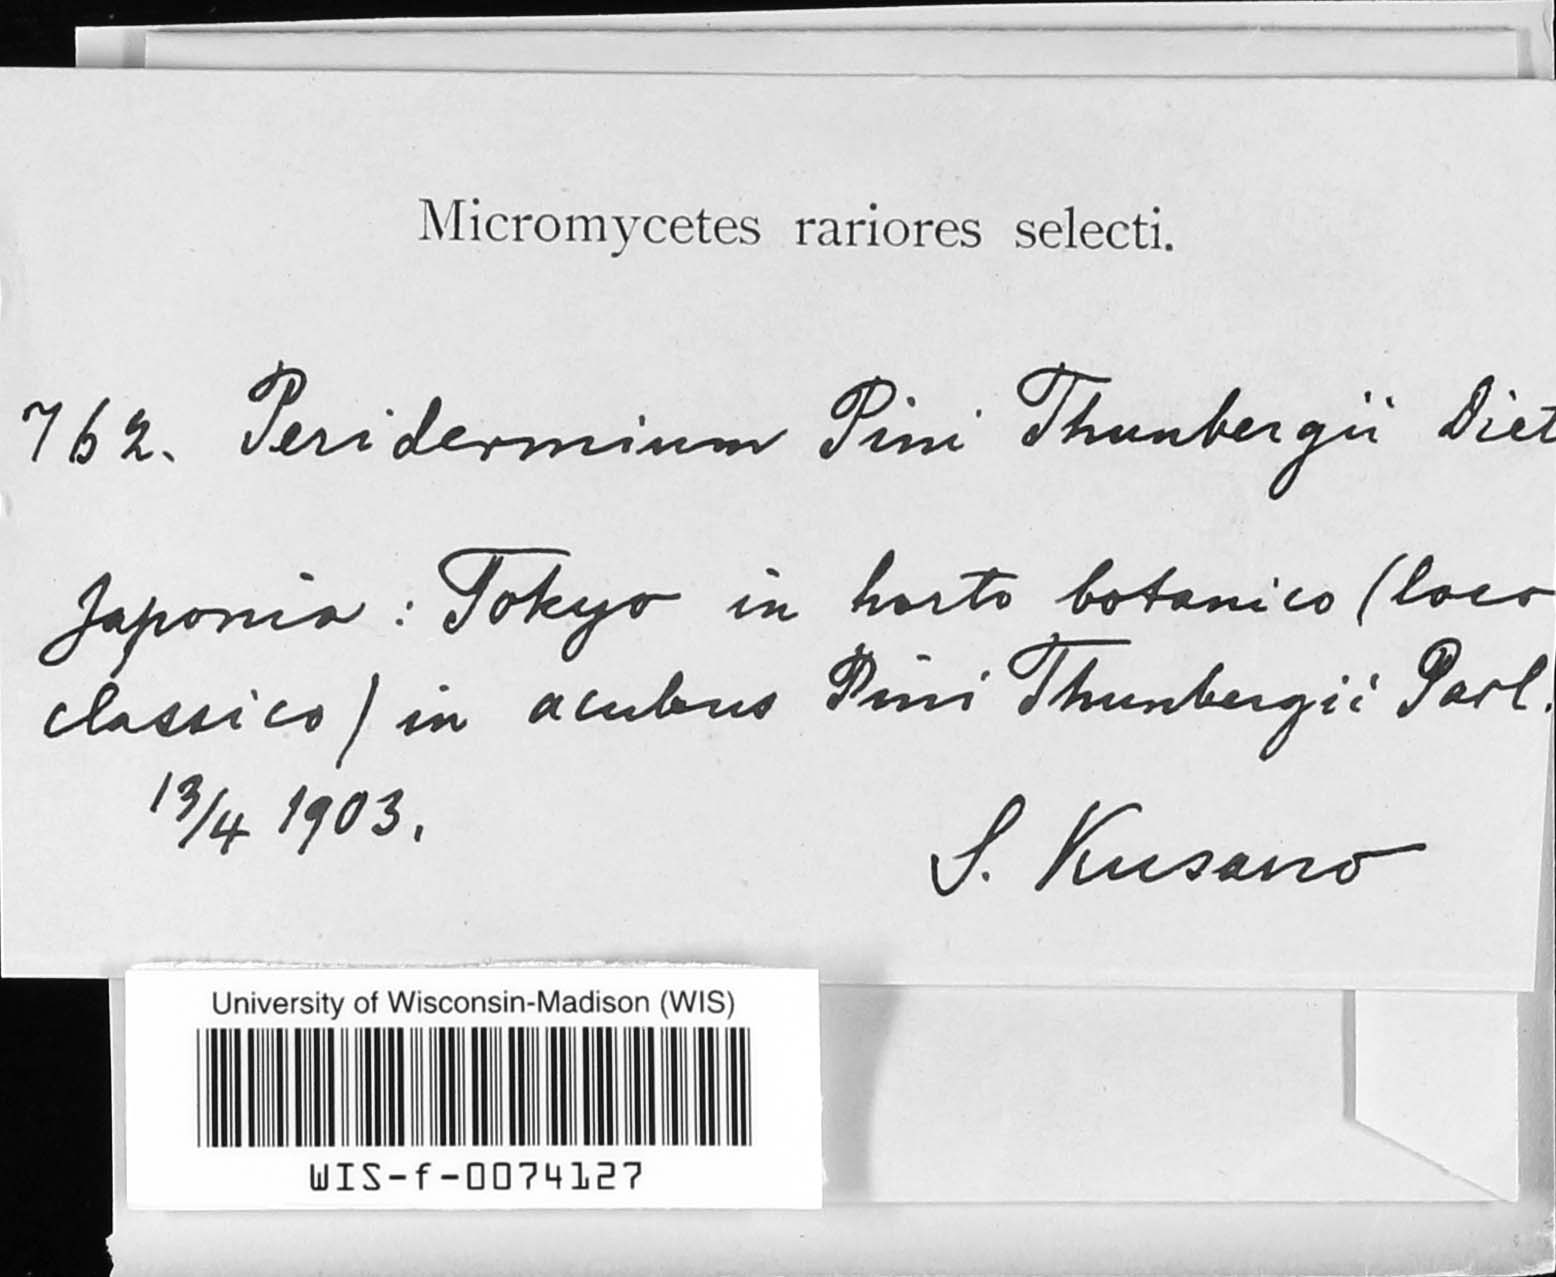 Micromycetes rariores selecti.
762. Peridermium Pini Thunbergii Diet
Japonia: Tokyo in horto botanico (loco
classico) in acubus Pini Thunbergii Parl.
13/4 1903.
S. Kusano
University of Wisconsin-Madison (WIS)
WIS-f-0074127